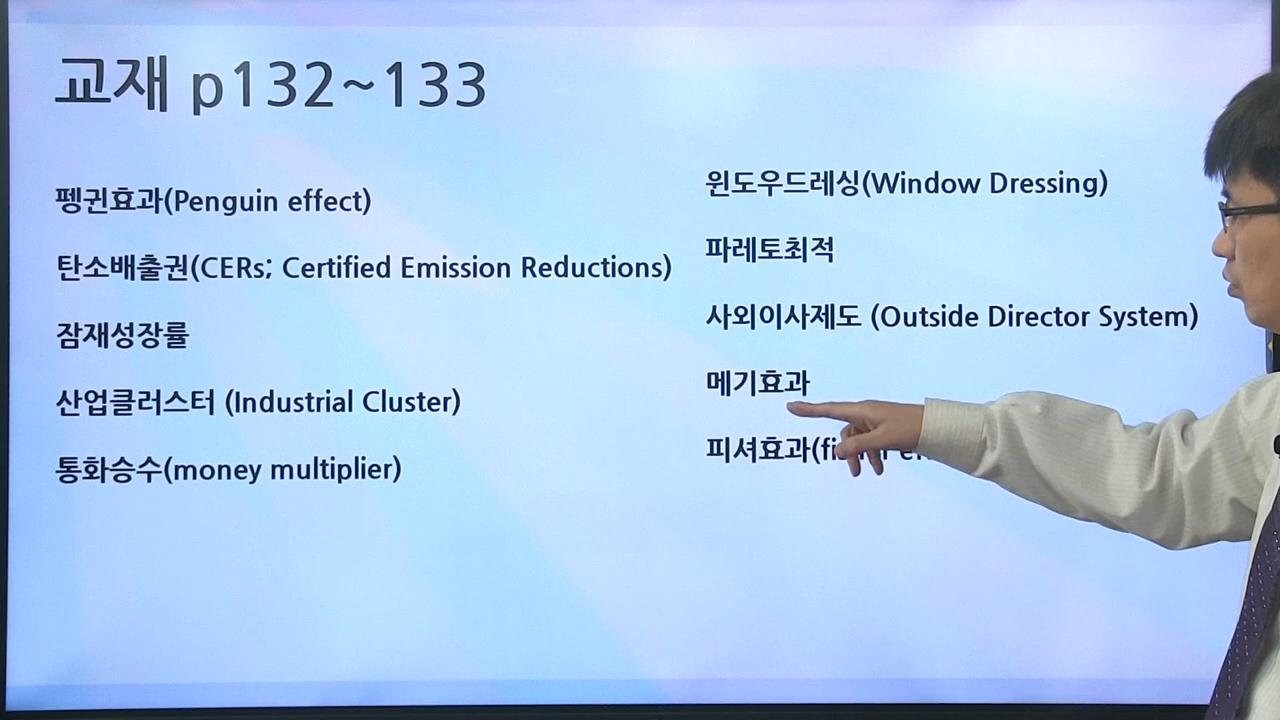 교재 p132~133
펭귄효과(Penguin effect)
탄소배출권(CERs; Certified Emission Reductions)
잠재성장률
산업클러스터 (Industrial Cluster)
통화승수(money multiplier)
윈도우드레싱(Window Dressing)
파레토최적
사외이사제도 (Outside Director System)
메기효과
피셔효과